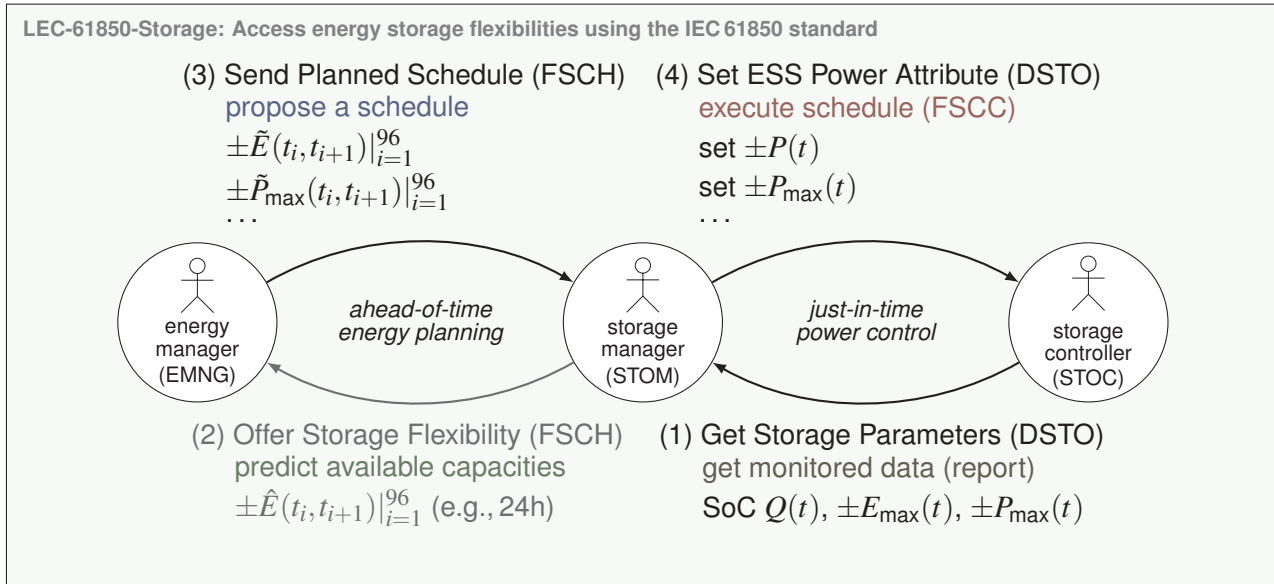 LEC-61850-Storage: Access energy storage flexibilities using the IEC 61850 standard
(3) Send Planned Schedule (FSCH)
propose a schedule
±Ẽ(tᵢ,tᵢ₊₁)|⁹⁶ᵢ₌₁
±P̃max(tᵢ,tᵢ₊₁)|⁹⁶ᵢ₌₁
...
(4) Set ESS Power Attribute (DSTO)
execute schedule (FSCC)
set ±P(t)
set ±Pmax(t)
...
energy
manager
(EMNG)
ahead-of-time
energy planning
storage
manager
(STOM)
just-in-time
power control
storage
controller
(STOC)
(2) Offer Storage Flexibility (FSCH)
predict available capacities
±Ê(tᵢ,tᵢ₊₁)|⁹⁶ᵢ₌₁ (e.g., 24h)
(1) Get Storage Parameters (DSTO)
get monitored data (report)
SoC Q(t), ±Emax(t), ±Pmax(t)